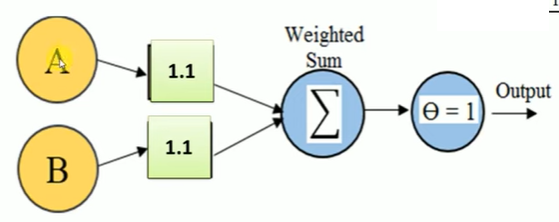 A
B
1.1
1.1
Weighted
Sum
∑
Θ = 1
Output